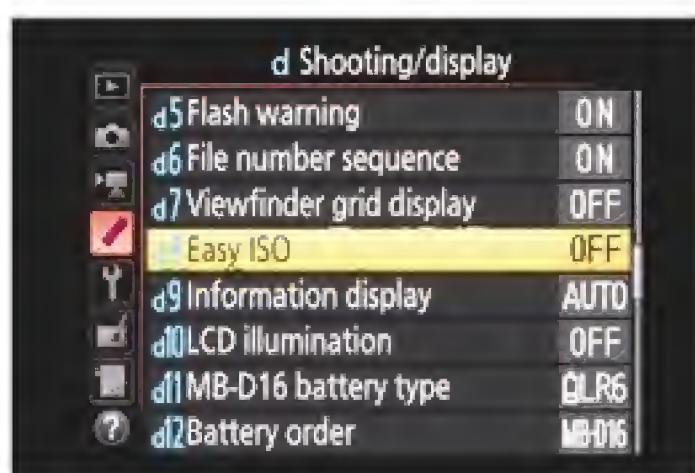 d Shooting/display
d5 Flash warning ON
d6 File number sequence ON
d7 Viewfinder grid display OFF
Easy ISO OFF
d9 Information display AUTO
d10 LCD illumination OFF
d11 MB-D16 battery type LR6
d12 Battery order MB-D16
?